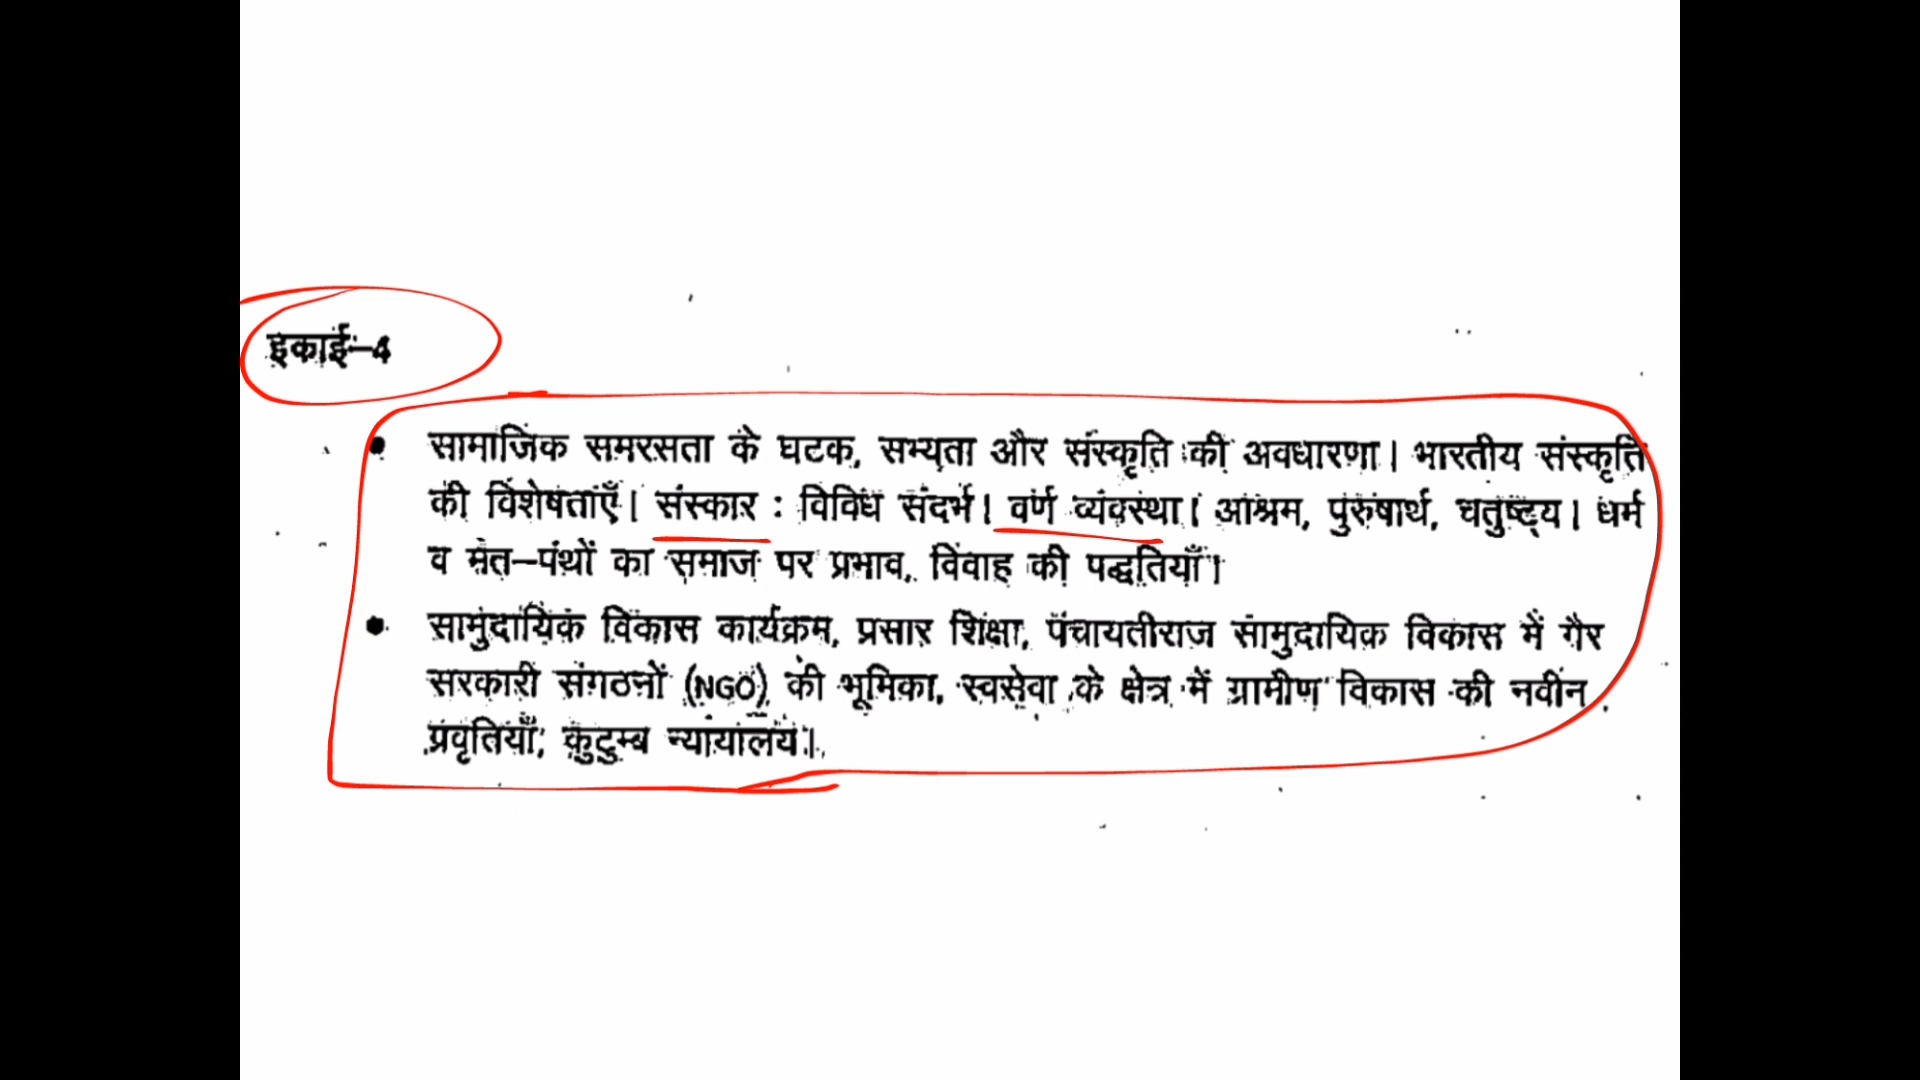 इकाई–4
• सामाजिक समरसता के घटक, सभ्यता और संस्कृति की अवधारणा। भारतीय संस्कृति
की विशेषताएँ। संस्कार : विविध संदर्भ। वर्ण व्यवस्था। आश्रम, पुरुषार्थ, चतुष्ट्य। धर्म
व मत–पंथों का समाज पर प्रभाव, विवाह की पद्धतियाँ।
• सामुदायिक विकास कार्यक्रम, प्रसार शिक्षा, पंचायतीराज सामुदायिक विकास में गैर
सरकारी संगठनों (NGO) की भूमिका, स्वसेवा के क्षेत्र में ग्रामीण विकास की नवीन
प्रवृतियाँ, कुटुम्ब न्यायालय।